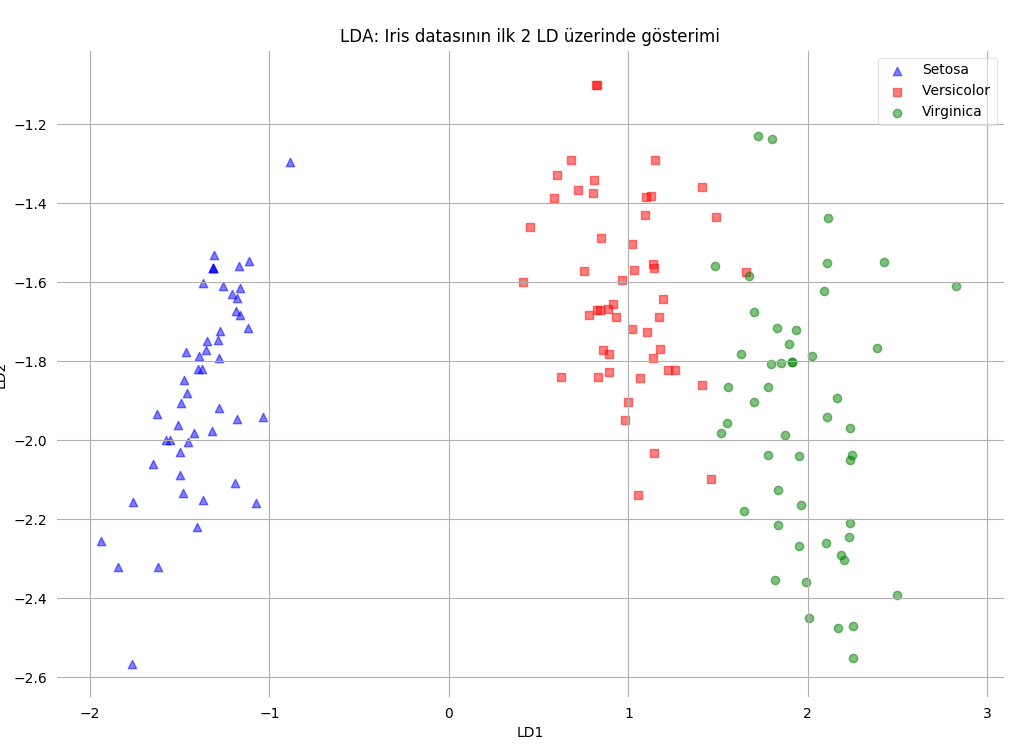 LDA: Iris datasının ilk 2 LD üzerinde gösterimi
Setosa
Versicolor
Virginica
−1.2
−1.4
−1.6
−1.8
−2.0
−2.2
−2.4
−2.6
LD2
−2
−1
0
1
2
3
LD1